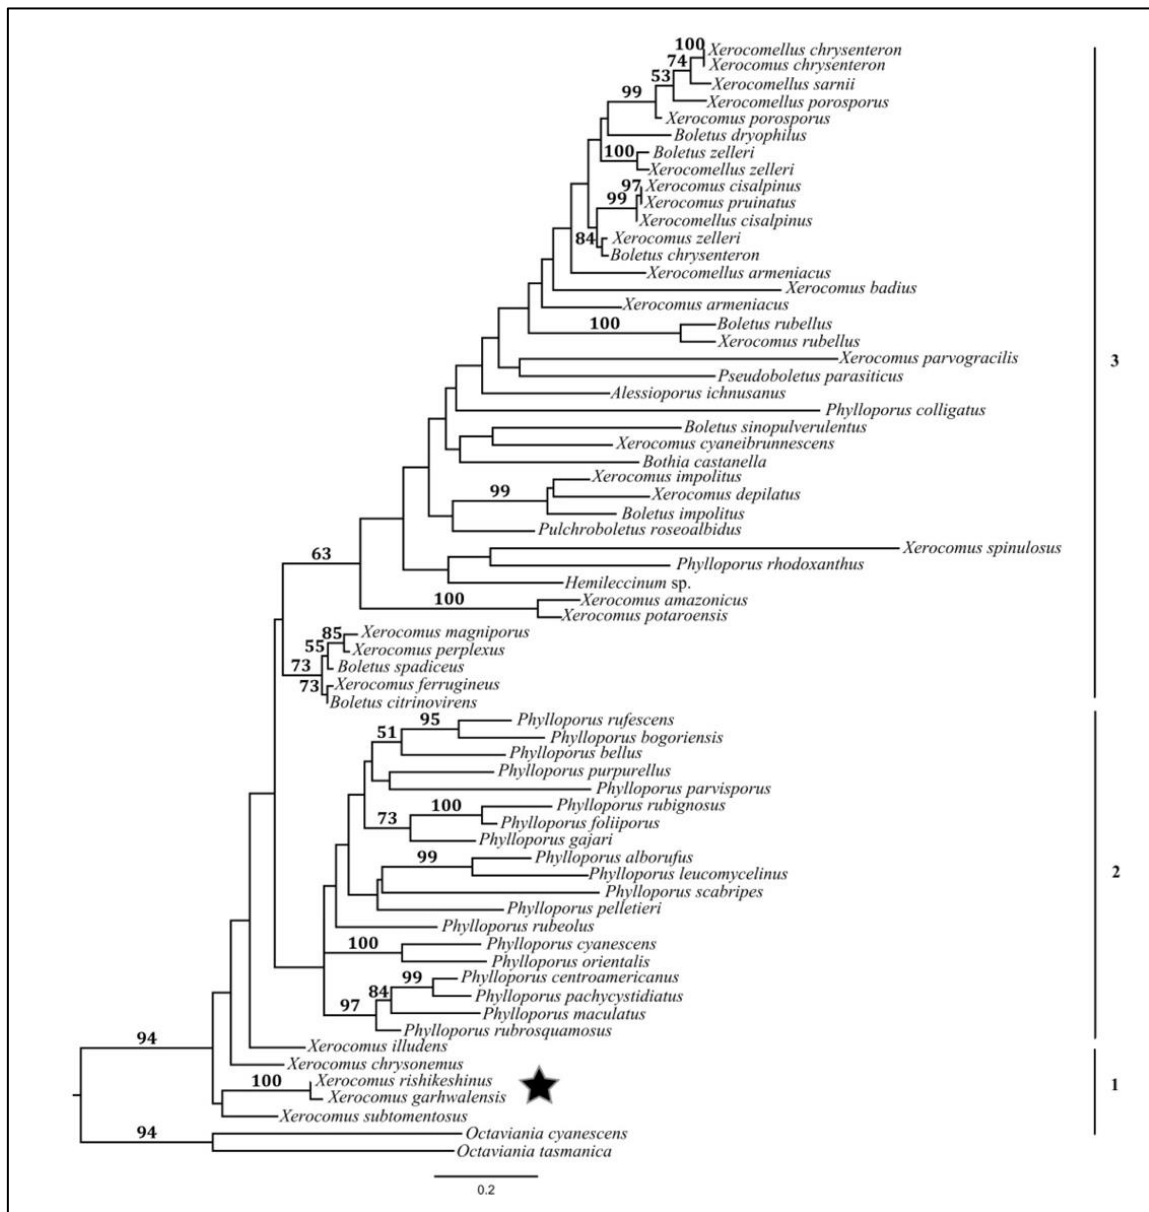 100 Xerocomellus chrysenteron
74 Xerocomus chrysenteron
53 Xerocomellus sarnii
99 Xerocomellus porosporus
Xerocomus porosporus
Boletus dryophilus
100 Boletus zelleri
Xerocomellus zelleri
97 Xerocomus cisalpinus
99 Xerocomus pruinatus
Xerocomellus cisalpinus
84 Xerocomus zelleri
Boletus chrysenteron
Xerocomellus armeniacus
Xerocomus badius
Xerocomus armeniacus
100 Boletus rubellus
Xerocomus rubellus
Xerocomus parvogracilis
3
Pseudoboletus parasiticus
Alessioporus ichnusanus
Phylloporus colligatus
Boletus sinopulverulentus
Xerocomus cyaneibrunnescens
Bothia castanella
Xerocomus impolitus
99 Xerocomus depilatus
Boletus impolitus
Pulchroboletus roseoalbidus
Xerocomus spinulosus
63 Phylloporus rhodoxanthus
Hemileccinum sp.
100 Xerocomus amazonicus
Xerocomus potaroensis
85 Xerocomus magniporus
55 Xerocomus perplexus
73 Boletus spadiceus
73 Xerocomus ferrugineus
Boletus citrinovirens
95 Phylloporus rufescens
51 Phylloporus bogoriensis
Phylloporus bellus
Phylloporus purpurellus
Phylloporus parvisporus
100 Phylloporus rubignosus
73 Phylloporus foliiporus
Phylloporus gajari
99 Phylloporus alborufus
2
Phylloporus leucomycelinus
Phylloporus scabripes
Phylloporus pelletieri
Phylloporus rubeolus
100 Phylloporus cyanescens
Phylloporus orientalis
99 Phylloporus centroamericanus
84 Phylloporus pachycystidiatus
97 Phylloporus maculatus
Phylloporus rubrosquamosus
94 Xerocomus illudens
Xerocomus chrysonemus
100 Xerocomus rishikeshinus
1
Xerocomus garhwalensis
Xerocomus subtomentosus
94 Octaviania cyanescens
Octaviania tasmanica
0.2